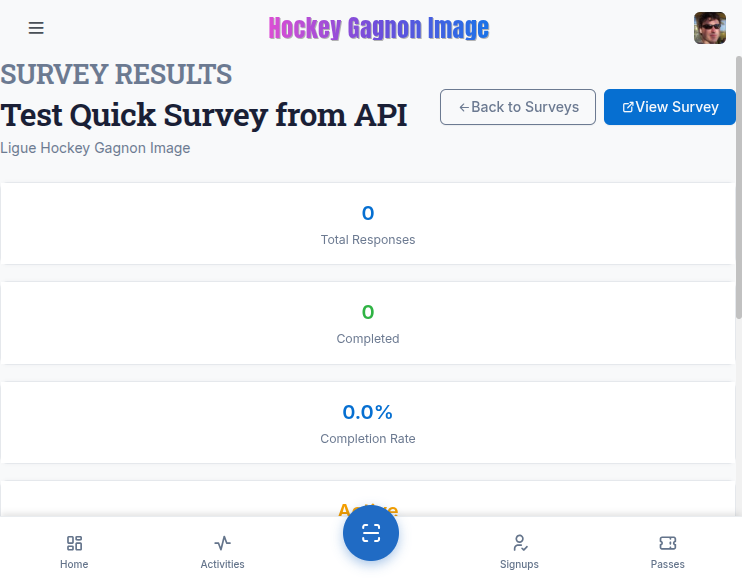 Hockey Gagnon Image
SURVEY RESULTS
Test Quick Survey from API
←Back to Surveys
View Survey
Ligue Hockey Gagnon Image
0
Total Responses
0
Completed
0.0%
Completion Rate
Active
Home
Activities
Signups
Passes